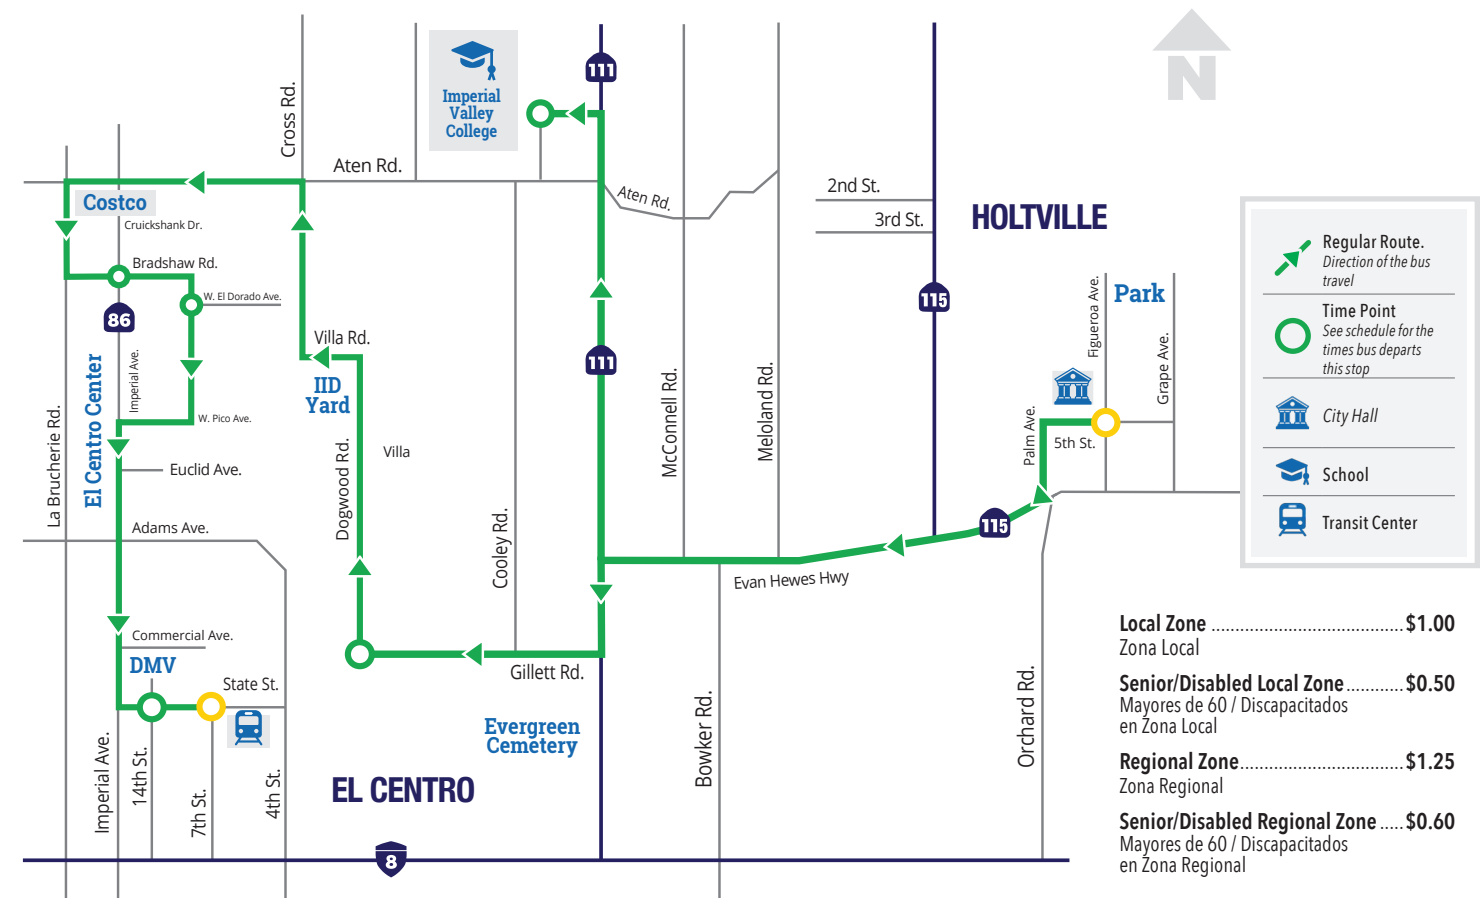 N
111
Imperial
Valley
College
Cross Rd.
Aten Rd.
Aten Rd.
Costco
Cruickshank Dr.
Bradshaw Rd.
W. El Dorado Ave.
86
Imperial Ave.
El Centro Center
La Brucherie Rd.
W. Pico Ave.
Euclid Ave.
Adams Ave.
Commercial Ave.
DMV
State St.
Imperial Ave.
14th St.
7th St.
4th St.
Villa Rd.
IID
Yard
Villa
Dogwood Rd.
Cooley Rd.
Gillett Rd.
Evergreen
Cemetery
EL CENTRO
8
111
McConnell Rd.
Meloland Rd.
2nd St.
3rd St.
HOLTVILLE
115
115
Evan Hewes Hwy
Bowker Rd.
Orchard Rd.
Palm Ave.
5th St.
Figueroa Ave.
Park
Grape Ave.
Regular Route.
Direction of the bus
travel
Time Point
See schedule for the
times bus departs
this stop
City Hall
School
Transit Center
Local Zone ........................................ $1.00
Zona Local
Senior/Disabled Local Zone ............ $0.50
Mayores de 60 / Discapacitados
en Zona Local
Regional Zone .................................. $1.25
Zona Regional
Senior/Disabled Regional Zone ..... $0.60
Mayores de 60 / Discapacitados
en Zona Regional